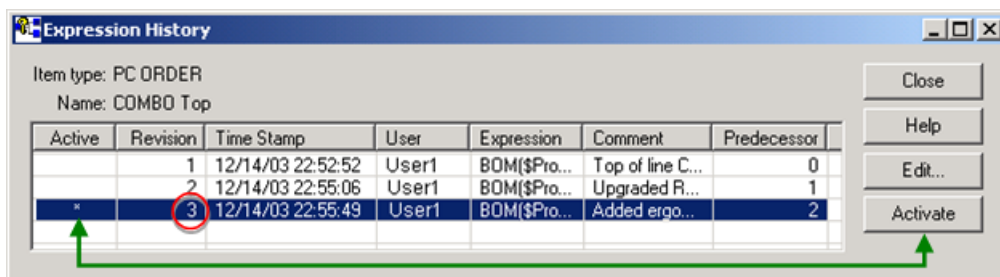 Expression History
Item type: PC ORDER
Name: COMBO Top
Close
Help
Edit...
Activate
Active Revision Time Stamp User Expression Comment Predecessor
1 12/14/03 22:52:52 User1 BOM($Pro... Top of line C... 0
2 12/14/03 22:55:06 User1 BOM($Pro... Upgraded R... 1
* 3 12/14/03 22:55:49 User1 BOM($Pro... Added ergo... 2